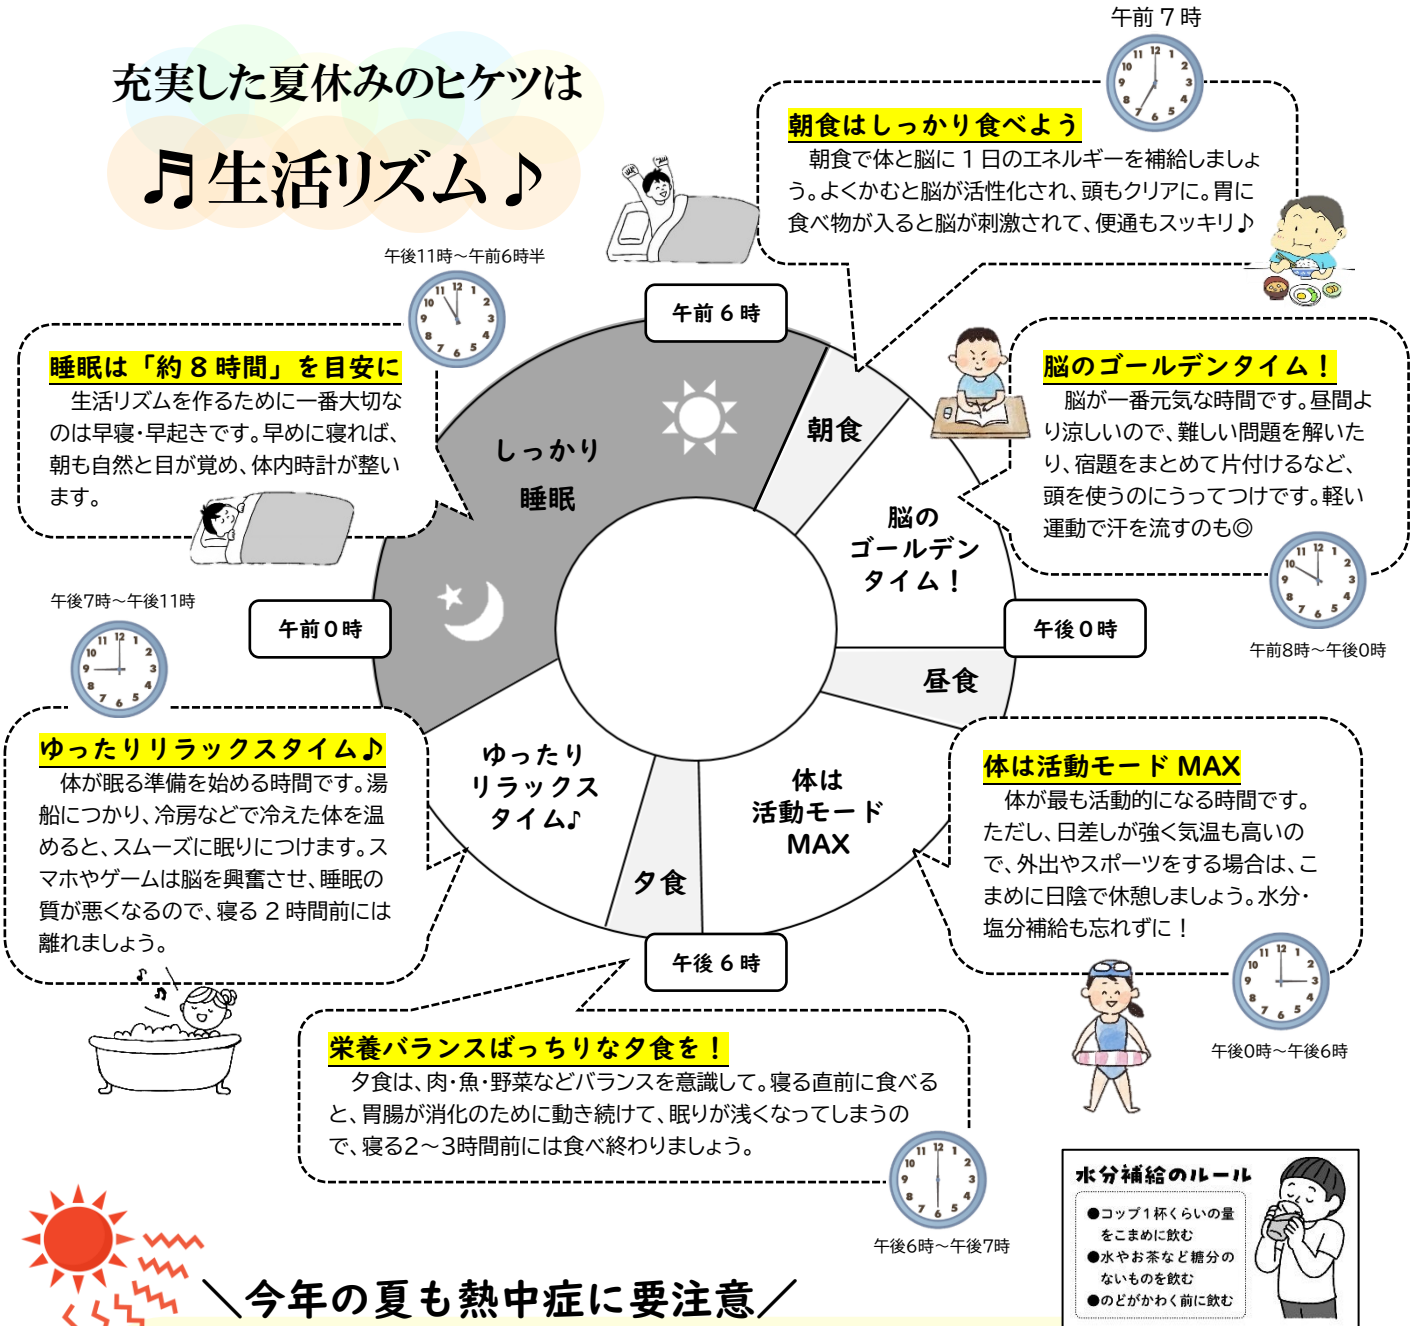 充実した夏休みのヒケツは
♬生活リズム♪
午前７時
朝食はしっかり食べよう
朝食で体と脳に１日のエネルギーを補給しましょ
う。よくかむと脳が活性化され、頭もクリアに。胃に
食べ物が入ると脳が刺激されて、便通もスッキリ♪
午後11時～午前6時半
睡眠は「約８時間」を目安に
生活リズムを作るために一番大切な
のは早寝・早起きです。早めに寝れば、
朝も自然と目が覚め、体内時計が整い
ます。
午前６時
しっかり
睡眠
朝食
脳の
ゴールデン
タイム！
脳のゴールデンタイム！
脳が一番元気な時間です。昼間よ
り涼しいので、難しい問題を解いた
り、宿題をまとめて片付けるなど、
頭を使うのにうってつけです。軽い
運動で汗を流すのも◎
午前8時～午後0時
午後7時～午後11時
午前０時
午後０時
昼食
ゆったり
リラックス
タイム♪
夕食
体は
活動モード
MAX
午後６時
ゆったりリラックスタイム♪
体が眠る準備を始める時間です。湯
船につかり、冷房などで冷えた体を温
めると、スムーズに眠りにつけます。ス
マホやゲームは脳を興奮させ、睡眠の
質が悪くなるので、寝る２時間前には
離れましょう。
体は活動モード MAX
体が最も活動的になる時間です。
ただし、日差しが強く気温も高いの
で、外出やスポーツをする場合は、こ
まめに日陰で休憩しましょう。水分・
塩分補給も忘れずに！
午後0時～午後6時
栄養バランスばっちりな夕食を！
夕食は、肉・魚・野菜などバランスを意識して。寝る直前に食べる
と、胃腸が消化のために動き続けて、眠りが浅くなってしまうの
で、寝る2～3時間前には食べ終わりましょう。
午後6時～午後7時
水分補給のルール
●コップ1杯くらいの量
をこまめに飲む
●水やお茶など糖分の
ないものを飲む
●のどがかわく前に飲む
＼今年の夏も熱中症に要注意／